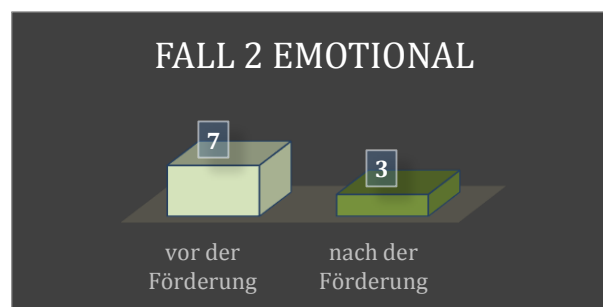 FALL 2 EMOTIONAL
7
3
vor der
Förderung
nach der
Förderung